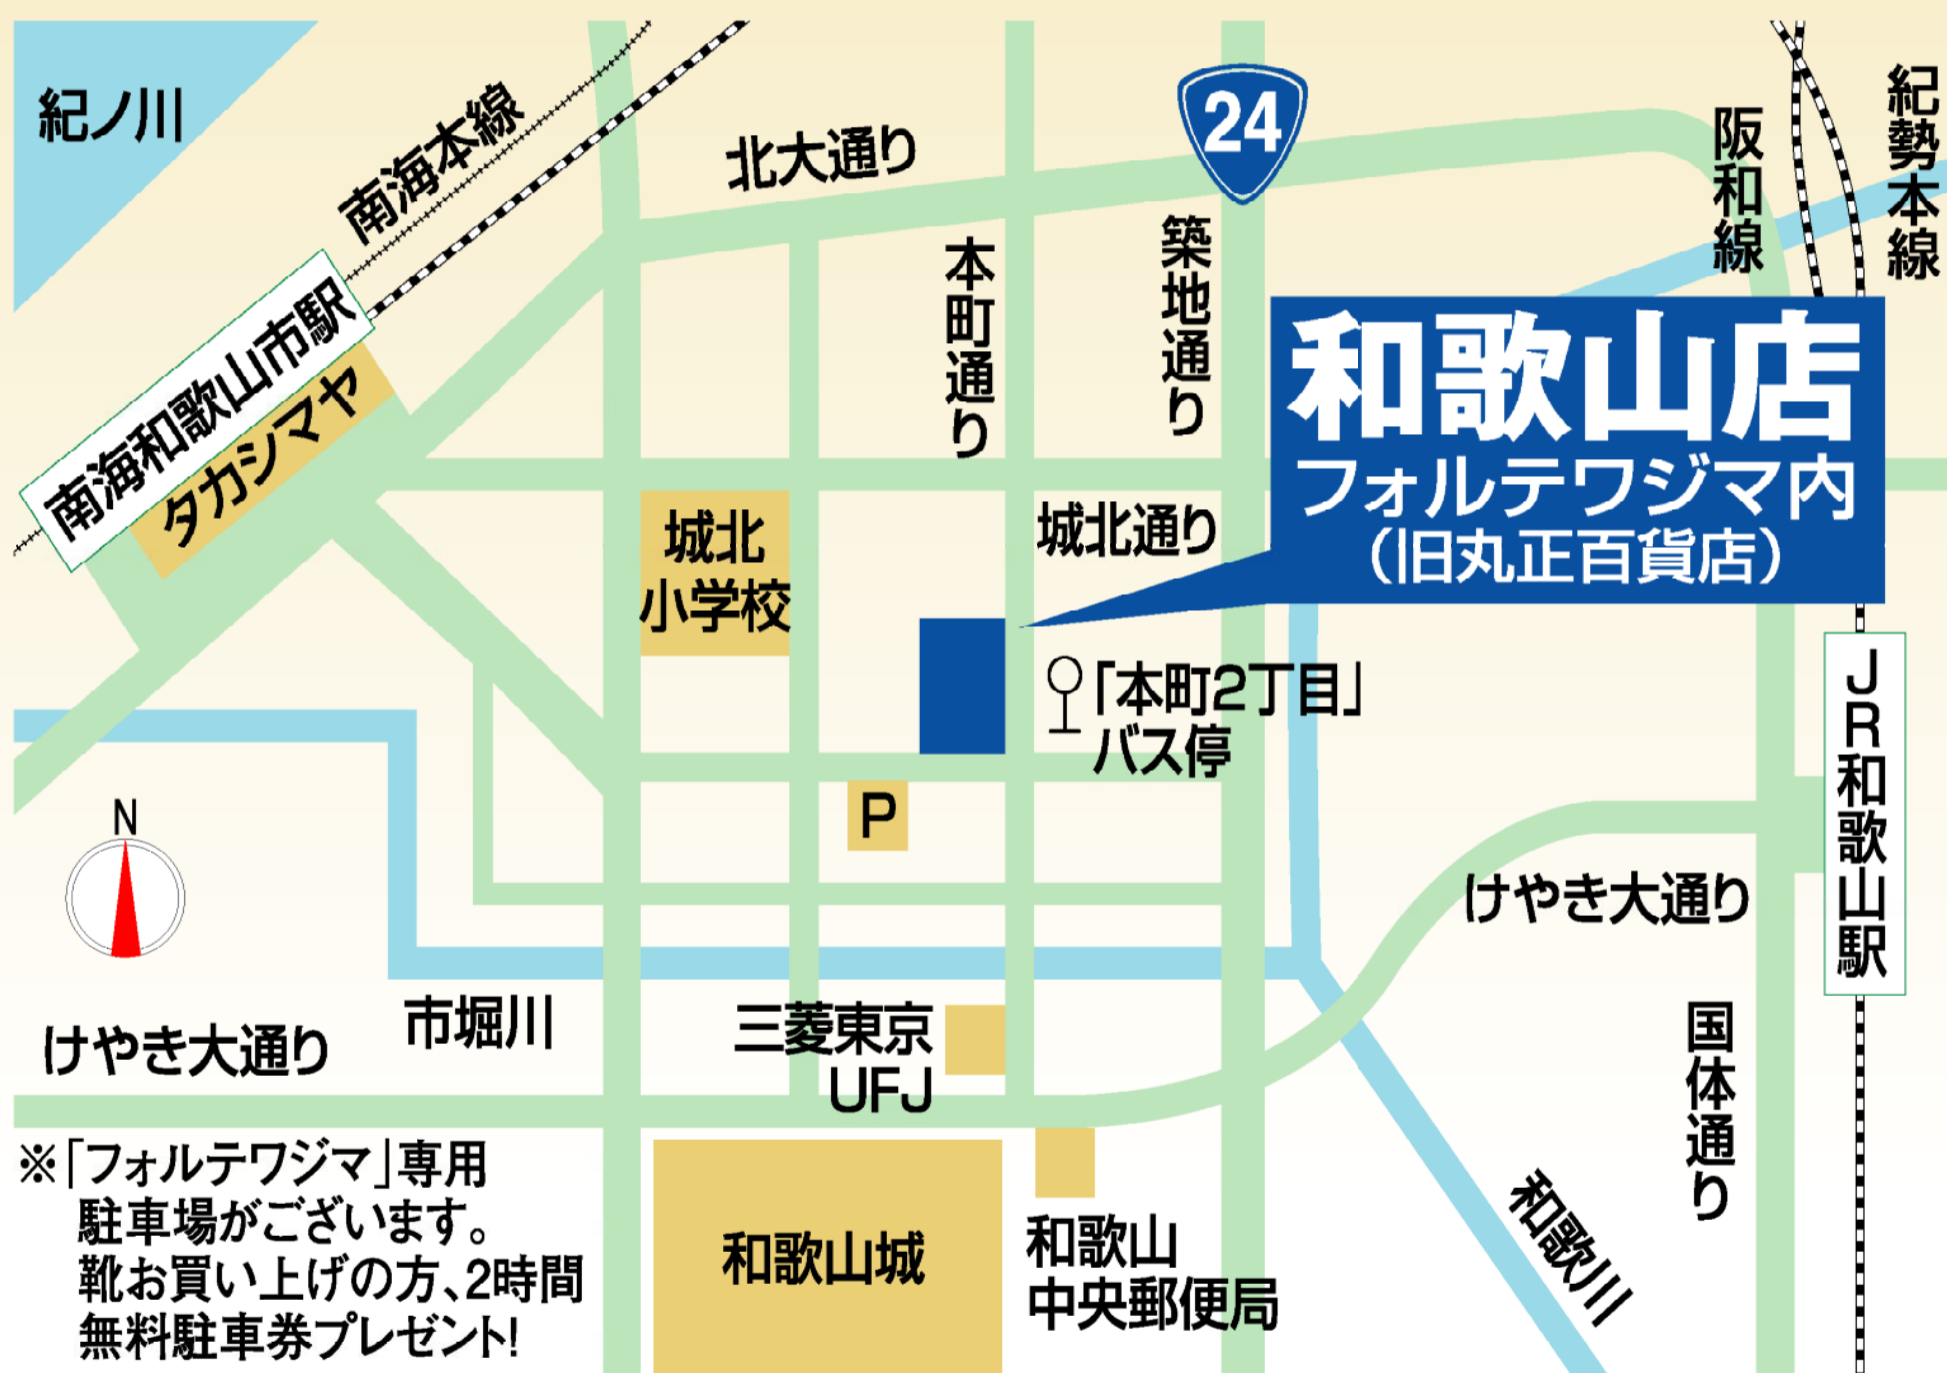 紀ノ川
南海本線
北大通り
24
阪和線
紀勢本線
本町通り
築地通り
南海和歌山市駅
タカシマヤ
和歌山店
フォルテワジマ内
（旧丸正百貨店）
城北
小学校
城北通り
「本町2丁目」
バス停
P
N
JR和歌山駅
けやき大通り
市堀川
けやき大通り
三菱東京
UFJ
国体通り
和歌山城
和歌山
中央郵便局
和歌川
※「フォルテワジマ」専用
駐車場がございます。
靴お買い上げの方、2時間
無料駐車券プレゼント!